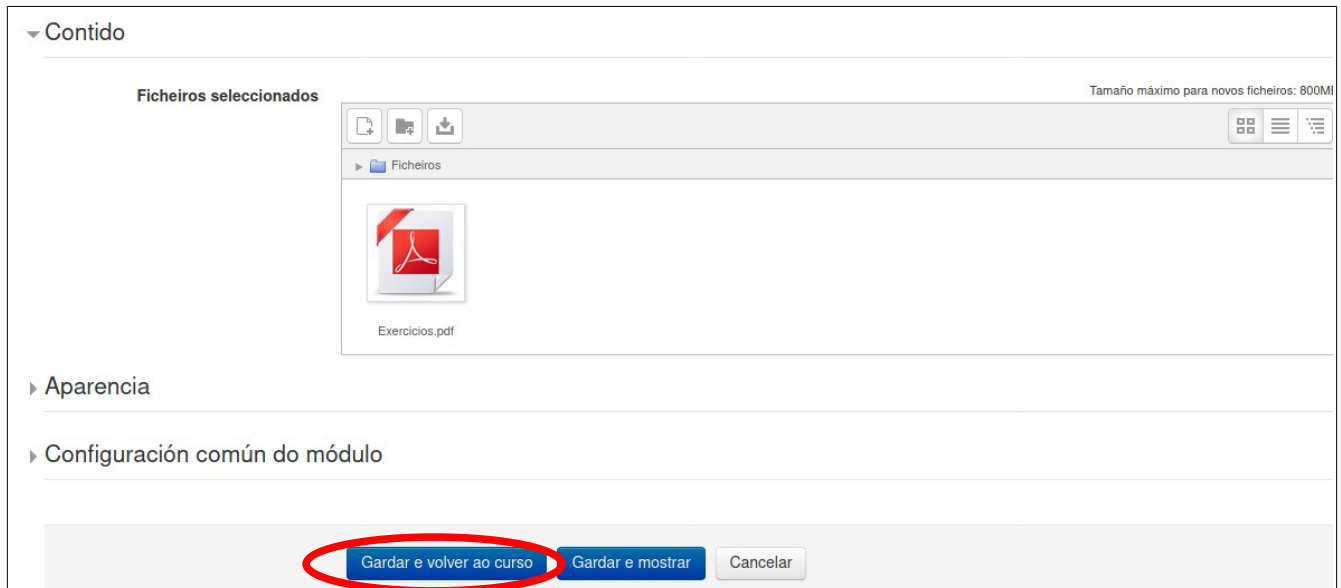 Contido
Ficheiros seleccionados
Tamaño máximo para novos ficheiros: 800MB
Ficheiros
Exercicios.pdf
Aparencia
Configuración común do módulo
Gardar e volver ao curso
Gardar e mostrar
Cancelar